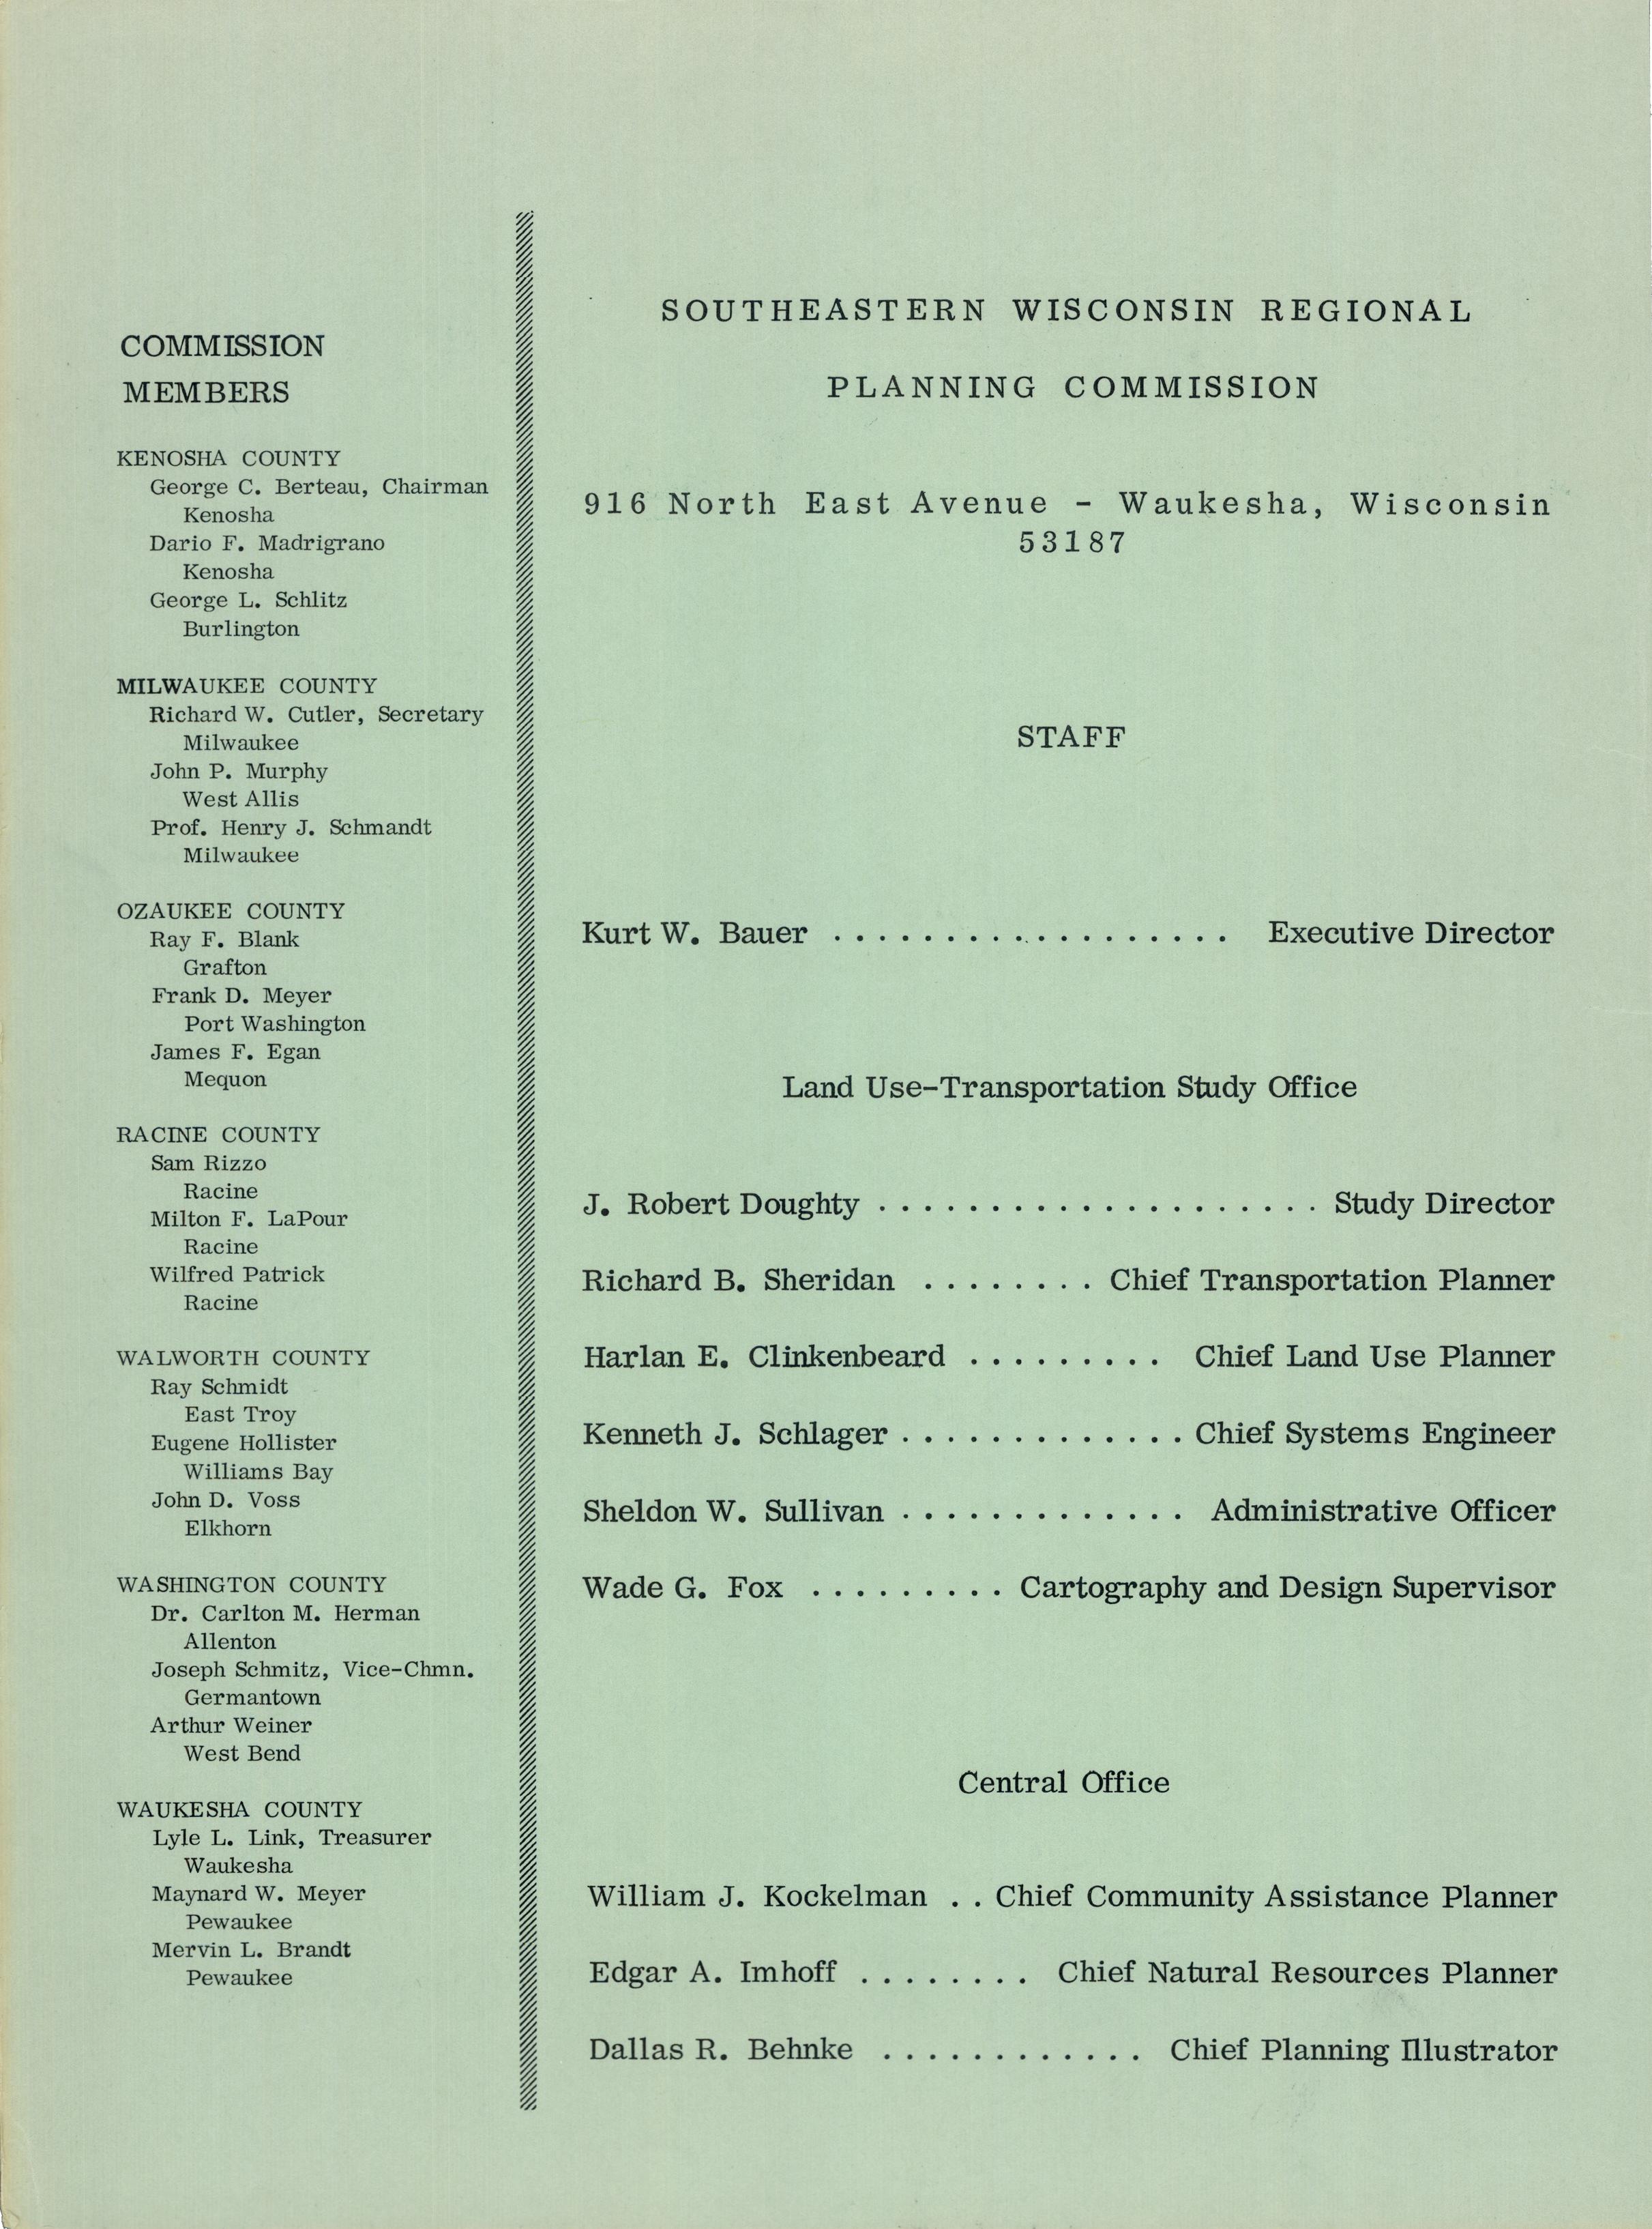 COMMISSION
MEMBERS
KENOSHA COUNTY
George C. Berteau, Chairman
Kenosha
Dario F. Madrigrano
Kenosha
George L. Schlitz
Burlington
MILWAUKEE COUNTY
Richard W. Cutler, Secretary
Milwaukee
John P. Murphy
West Allis
Prof. Henry J. Schmandt
Milwaukee
OZAUKEE COUNTY
Ray F. Blank
Grafton
Frank D. Meyer
Port Washington
James F. Egan
Mequon
RACINE COUNTY
Sam Rizzo
Racine
Milton F. LaPour
Racine
Wilfred Patrick
Racine
WALWORTH COUNTY
Ray Schmidt
East Troy
Eugene Hollister
Williams Bay
John D. Voss
Elkhorn
WASHINGTON COUNTY
Dr. Carlton M. Herman
Allenton
Joseph Schmitz, Vice-Chmn.
Germantown
Arthur Weiner
West Bend
WAUKESHA COUNTY
Lyle L. Link, Treasurer
Waukesha
Maynard W. Meyer
Pewaukee
Mervin L. Brandt
Pewaukee
SOUTHEASTERN WISCONSIN REGIONAL
PLANNING COMMISSION
916 North East Avenue - Waukesha, Wisconsin
53187
STAFF
Kurt W. Bauer . . . . . . . . . . . . . . . . . . Executive Director
Land Use-Transportation Study Office
J. Robert Doughty . . . . . . . . . . . . . . . . . . . . Study Director
Richard B. Sheridan . . . . . . . . Chief Transportation Planner
Harlan E. Clinkenbeard . . . . . . . . . Chief Land Use Planner
Kenneth J. Schlager . . . . . . . . . . . . . Chief Systems Engineer
Sheldon W. Sullivan . . . . . . . . . . . . . Administrative Officer
Wade G. Fox . . . . . . . . . Cartography and Design Supervisor
Central Office
William J. Kockelman . . Chief Community Assistance Planner
Edgar A. Imhoff . . . . . . . . Chief Natural Resources Planner
Dallas R. Behnke . . . . . . . . . . . . Chief Planning Illustrator